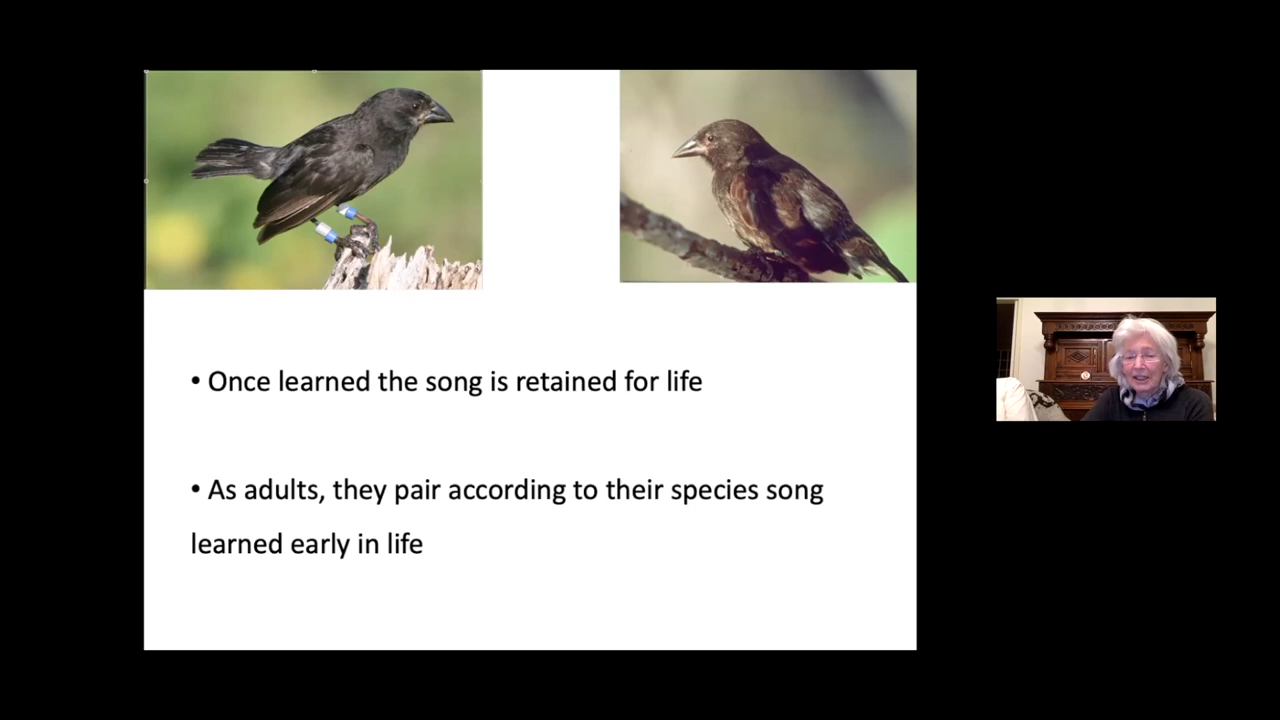 • Once learned the song is retained for life
• As adults, they pair according to their species song
learned early in life